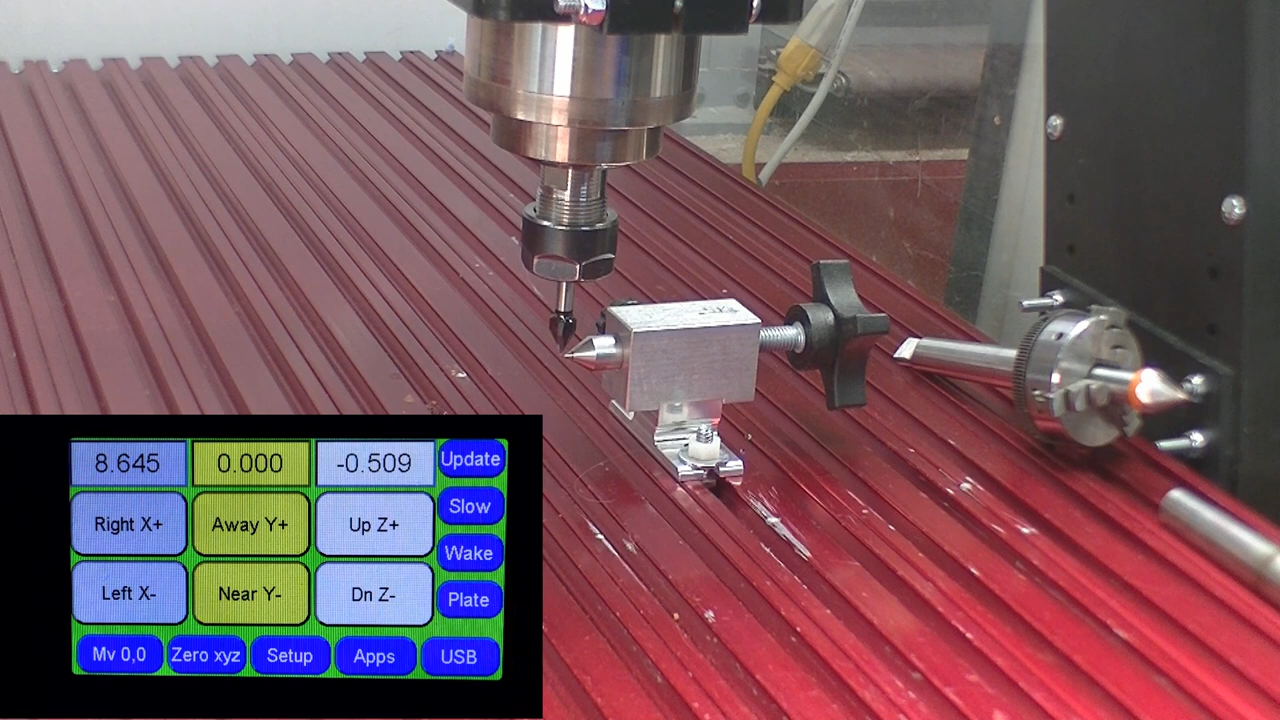 8.645 0.000 -0.509 Update
Right X+ Away Y+ Up Z+ Slow
Wake
Left X- Near Y- Dn Z- Plate
Mv 0,0 Zero xyz Setup Apps USB